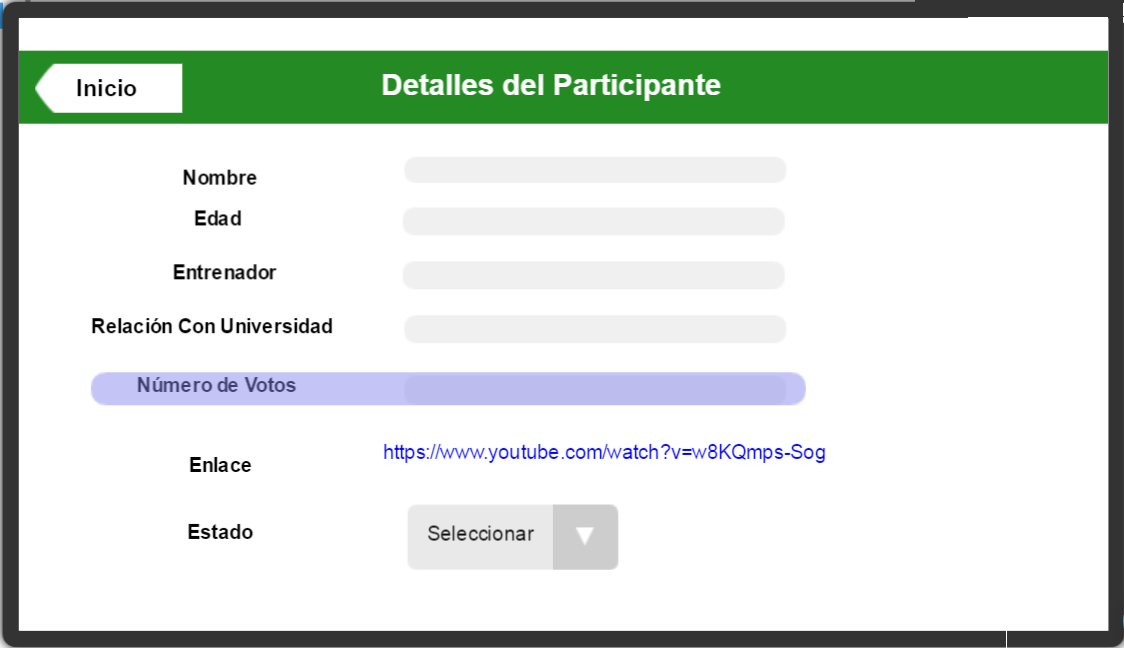 Inicio
Detalles del Participante
Nombre
Edad
Entrenador
Relación Con Universidad
Número de Votos
Enlace
https://www.youtube.com/watch?v=w8KQmps-Sog
Estado
Seleccionar